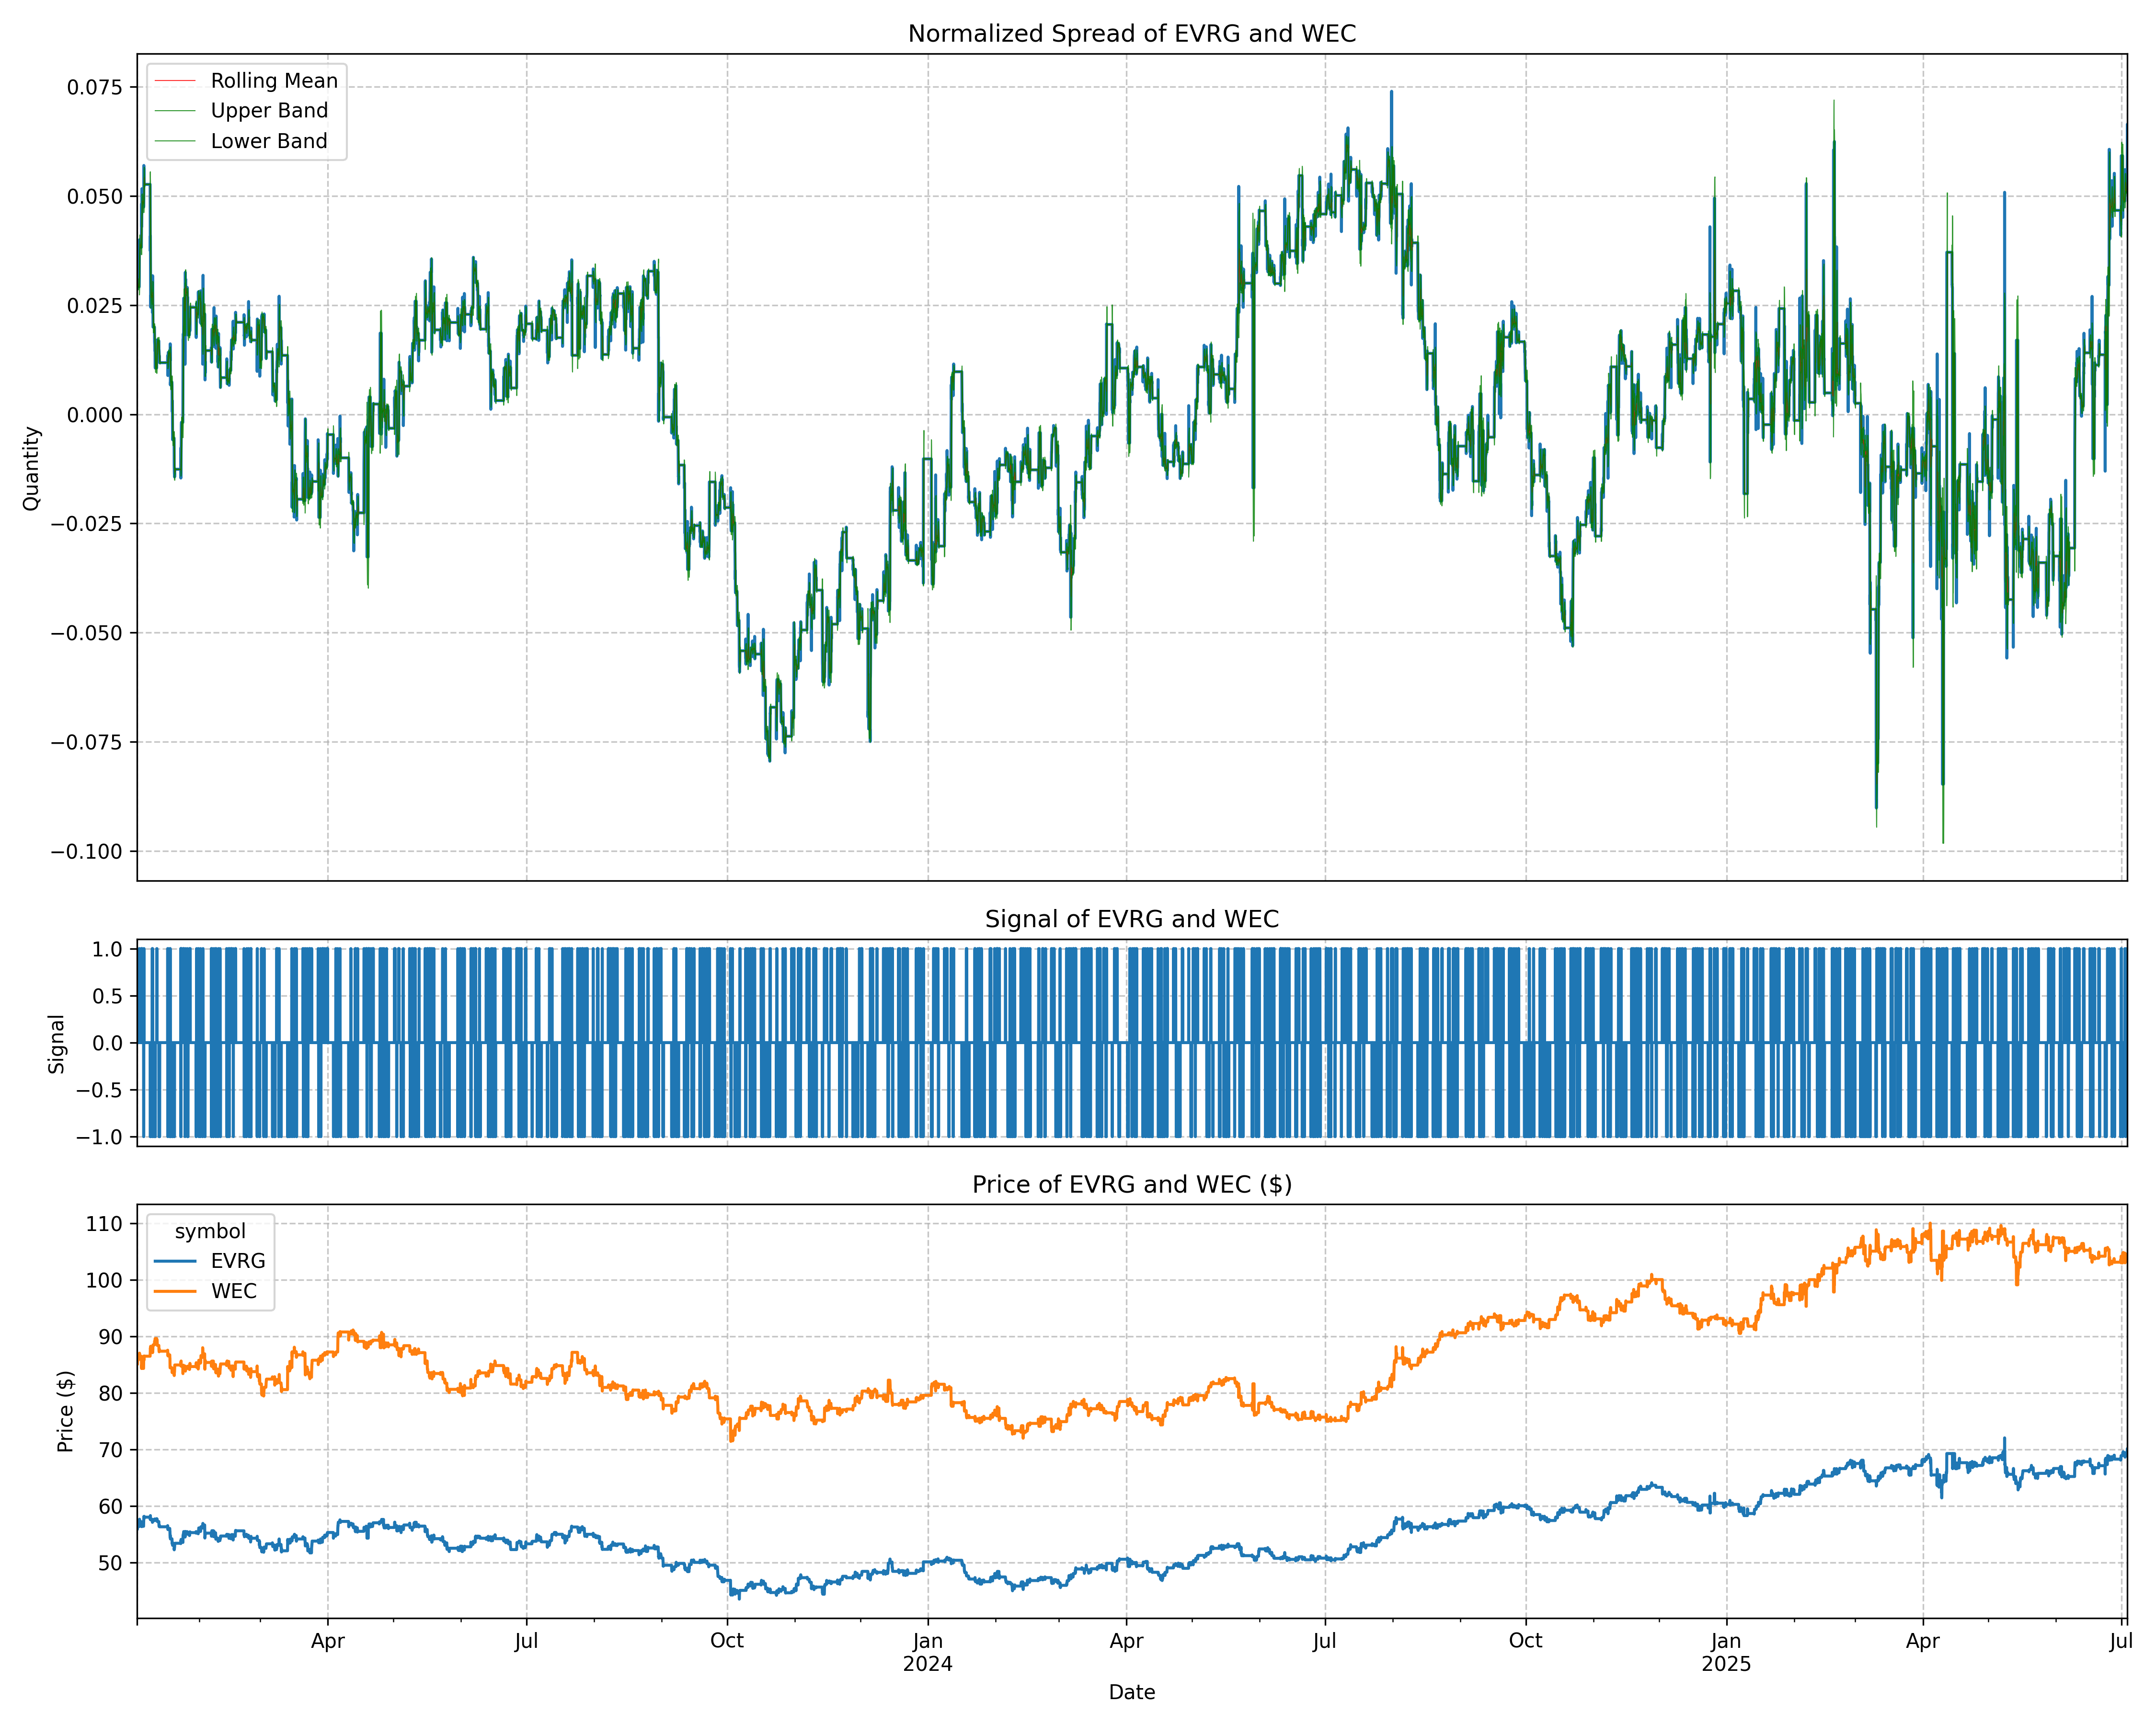 Normalized Spread of EVRG and WEC
Rolling Mean
Upper Band
Lower Band
0.075
0.050
0.025
0.000
−0.025
−0.050
−0.075
−0.100
Quantity
Signal of EVRG and WEC
1.0
0.5
0.0
−0.5
−1.0
Signal
Price of EVRG and WEC ($)
symbol
EVRG
WEC
110
100
90
80
70
60
50
Price ($)
Apr
Jul
Oct
Jan
2024
Apr
Jul
Oct
Jan
2025
Apr
Jul
Date